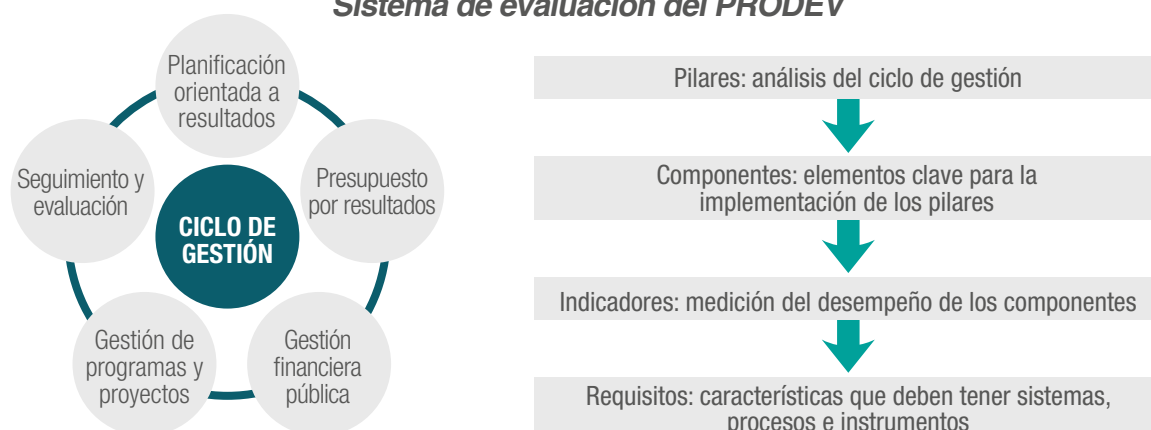 Sistema de evaluación del PRODEV
Planificación
orientada a
resultados
Seguimiento y
evaluación
Presupuesto
por resultados
CICLO DE
GESTIÓN
Gestión de
programas y
proyectos
Gestión
financiera
pública
Pilares: análisis del ciclo de gestión
Componentes: elementos clave para la
implementación de los pilares
Indicadores: medición del desempeño de los componentes
Requisitos: características que deben tener sistemas,
procesos e instrumentos